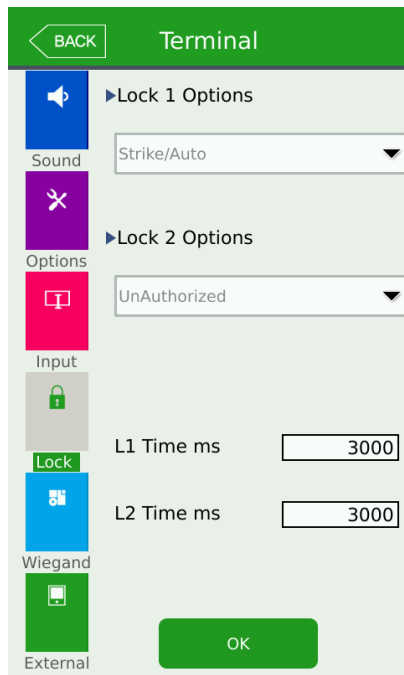 BACK
Terminal
Sound
Options
Input
Lock
Wiegand
External
Lock 1 Options
Strike/Auto
Lock 2 Options
UnAuthorized
L1 Time ms 3000
L2 Time ms 3000
OK